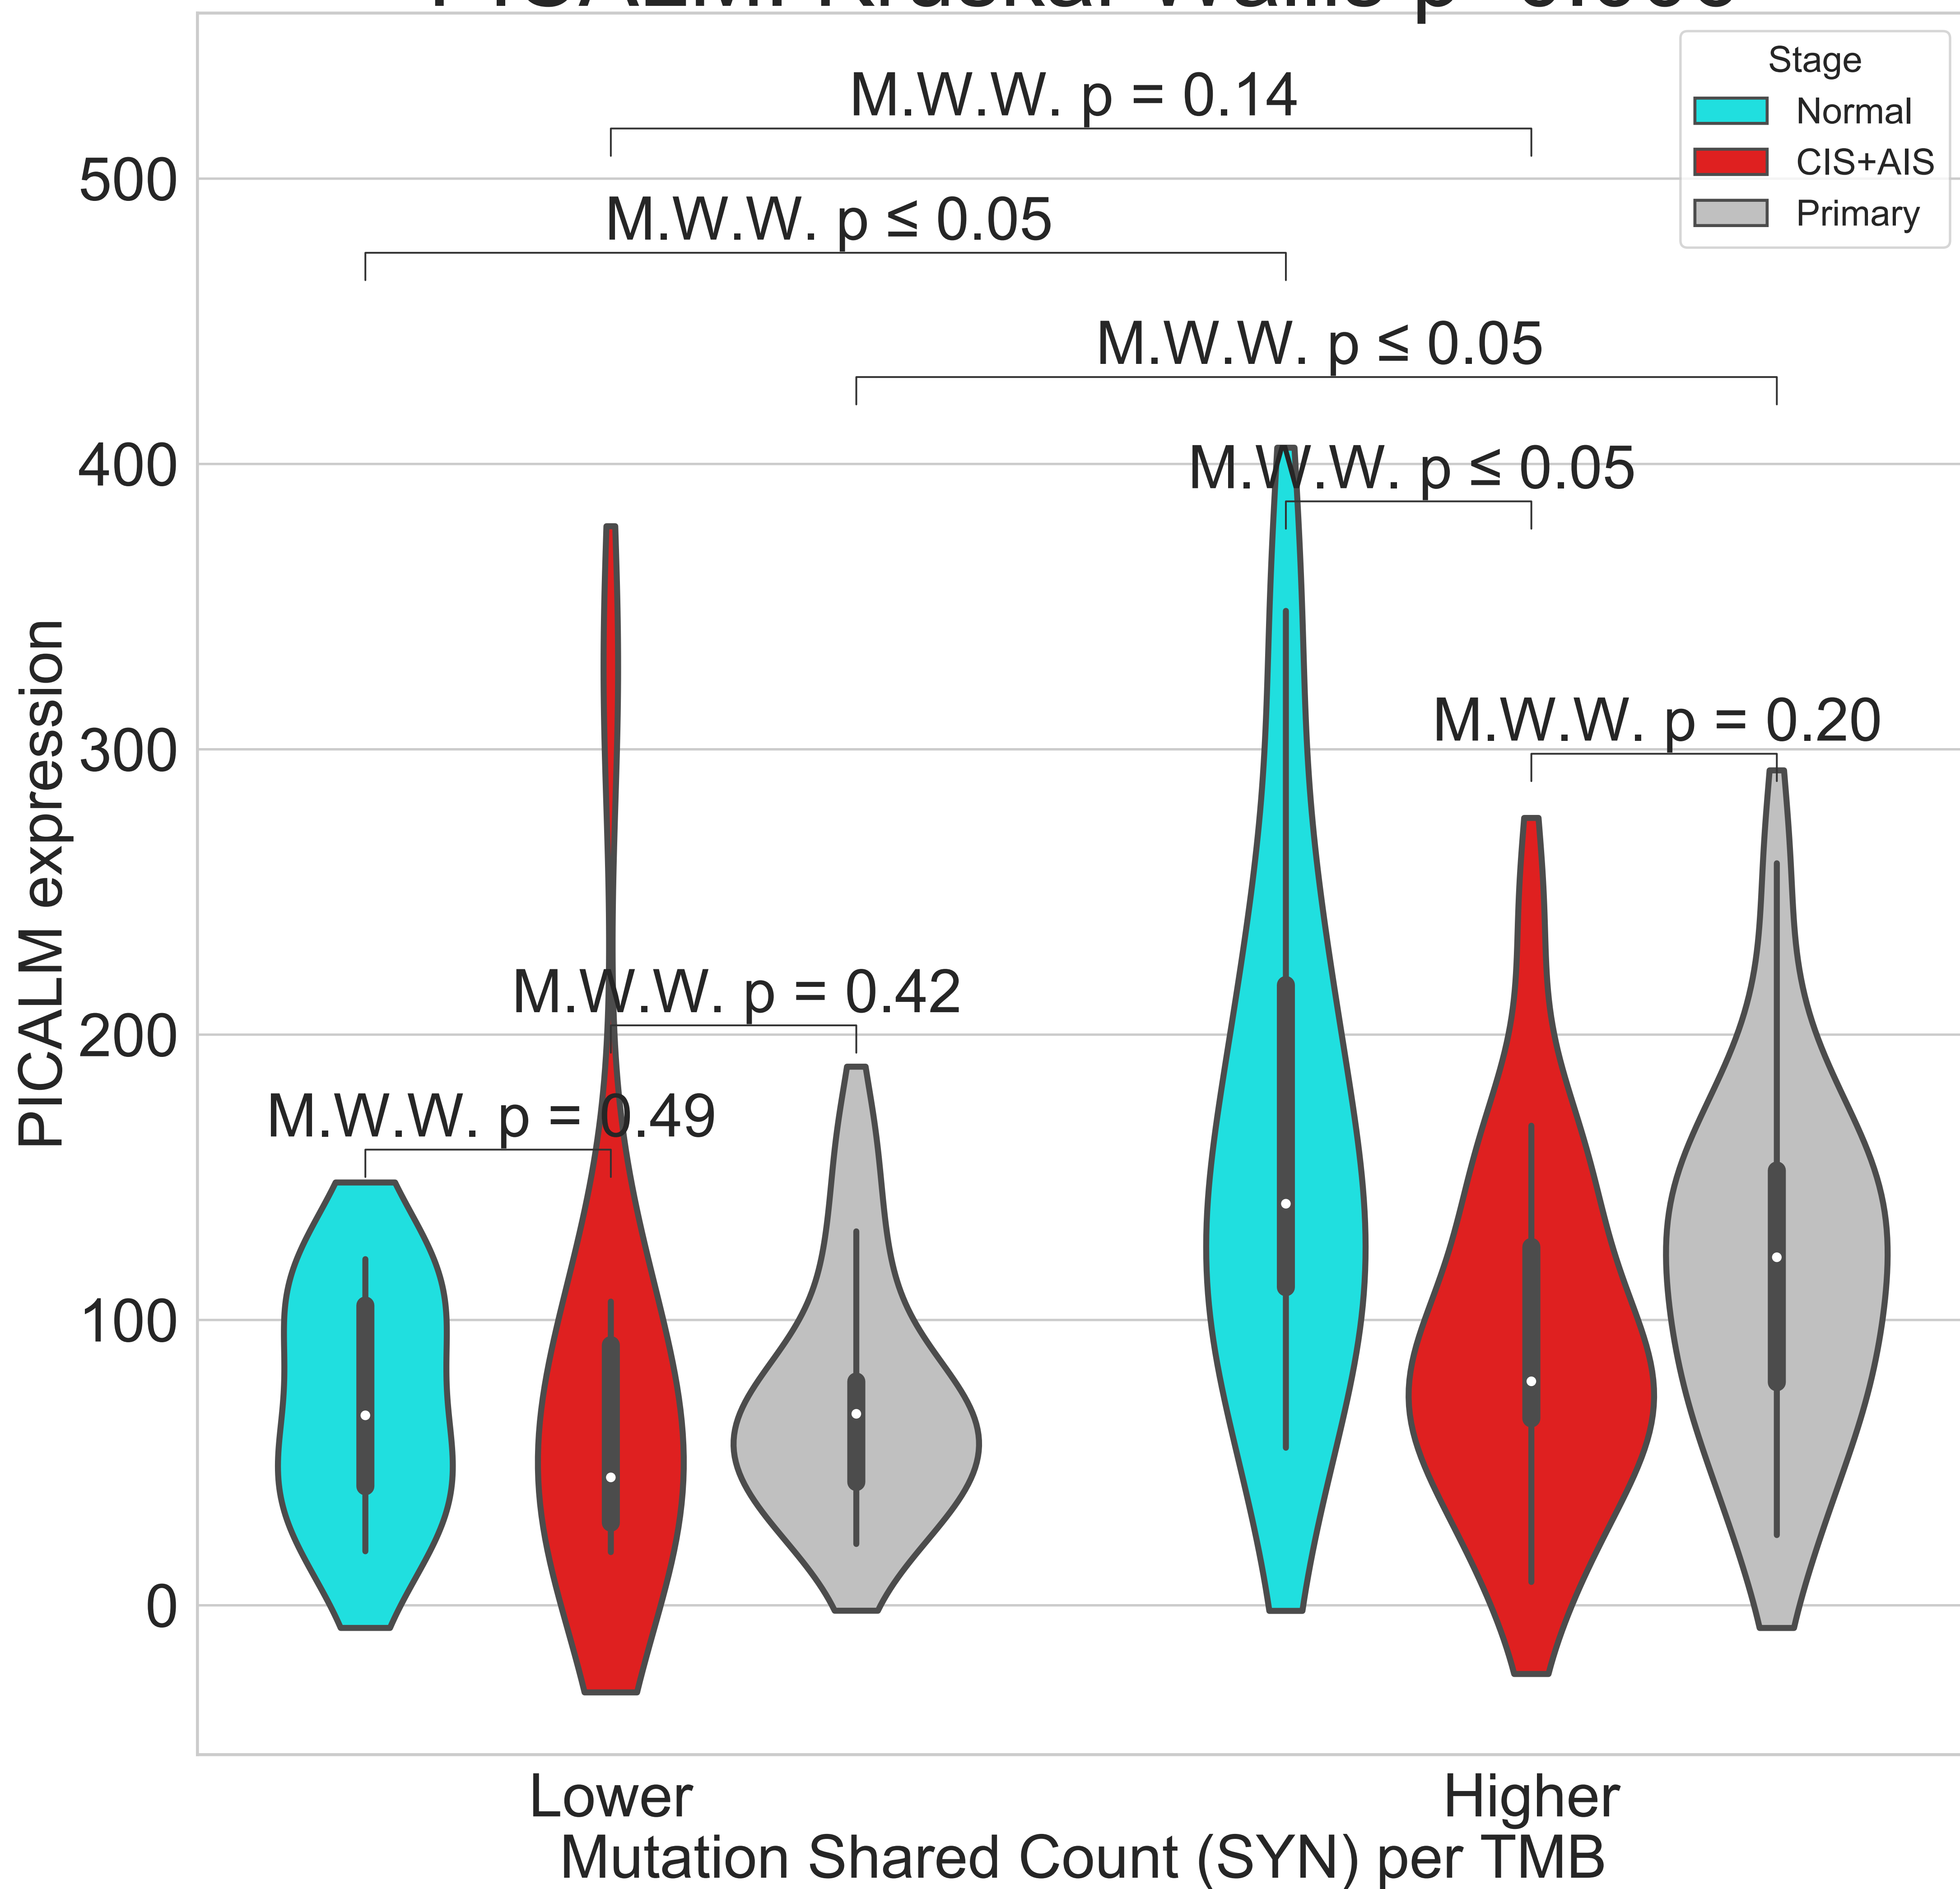 Stage
Normal
CIS+AIS
Primary
M.W.W. p = 0.14
M.W.W. p ≤ 0.05
M.W.W. p ≤ 0.05
M.W.W. p ≤ 0.05
M.W.W. p = 0.20
M.W.W. p = 0.42
M.W.W. p = 0.49
500
400
300
200
100
0
PICALM expression
Lower
Higher
Mutation Shared Count (SYN) per TMB